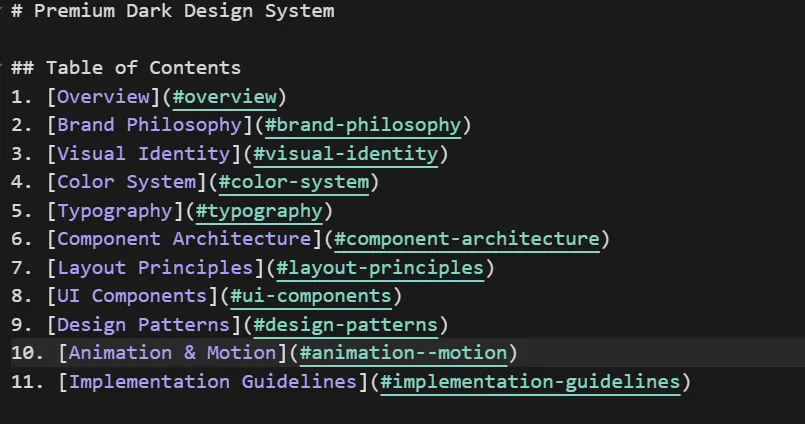 # Premium Dark Design System
## Table of Contents
1. [Overview](#overview)
2. [Brand Philosophy](#brand-philosophy)
3. [Visual Identity](#visual-identity)
4. [Color System](#color-system)
5. [Typography](#typography)
6. [Component Architecture](#component-architecture)
7. [Layout Principles](#layout-principles)
8. [UI Components](#ui-components)
9. [Design Patterns](#design-patterns)
10. [Animation & Motion](#animation--motion)
11. [Implementation Guidelines](#implementation-guidelines)